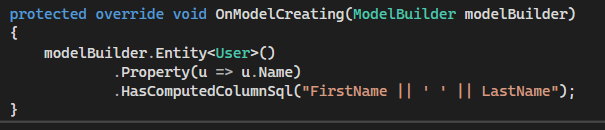 protected override void OnModelCreating(ModelBuilder modelBuilder)
{
    modelBuilder.Entity<User>()
            .Property(u => u.Name)
            .HasComputedColumnSql("FirstName || ' ' || LastName");
}